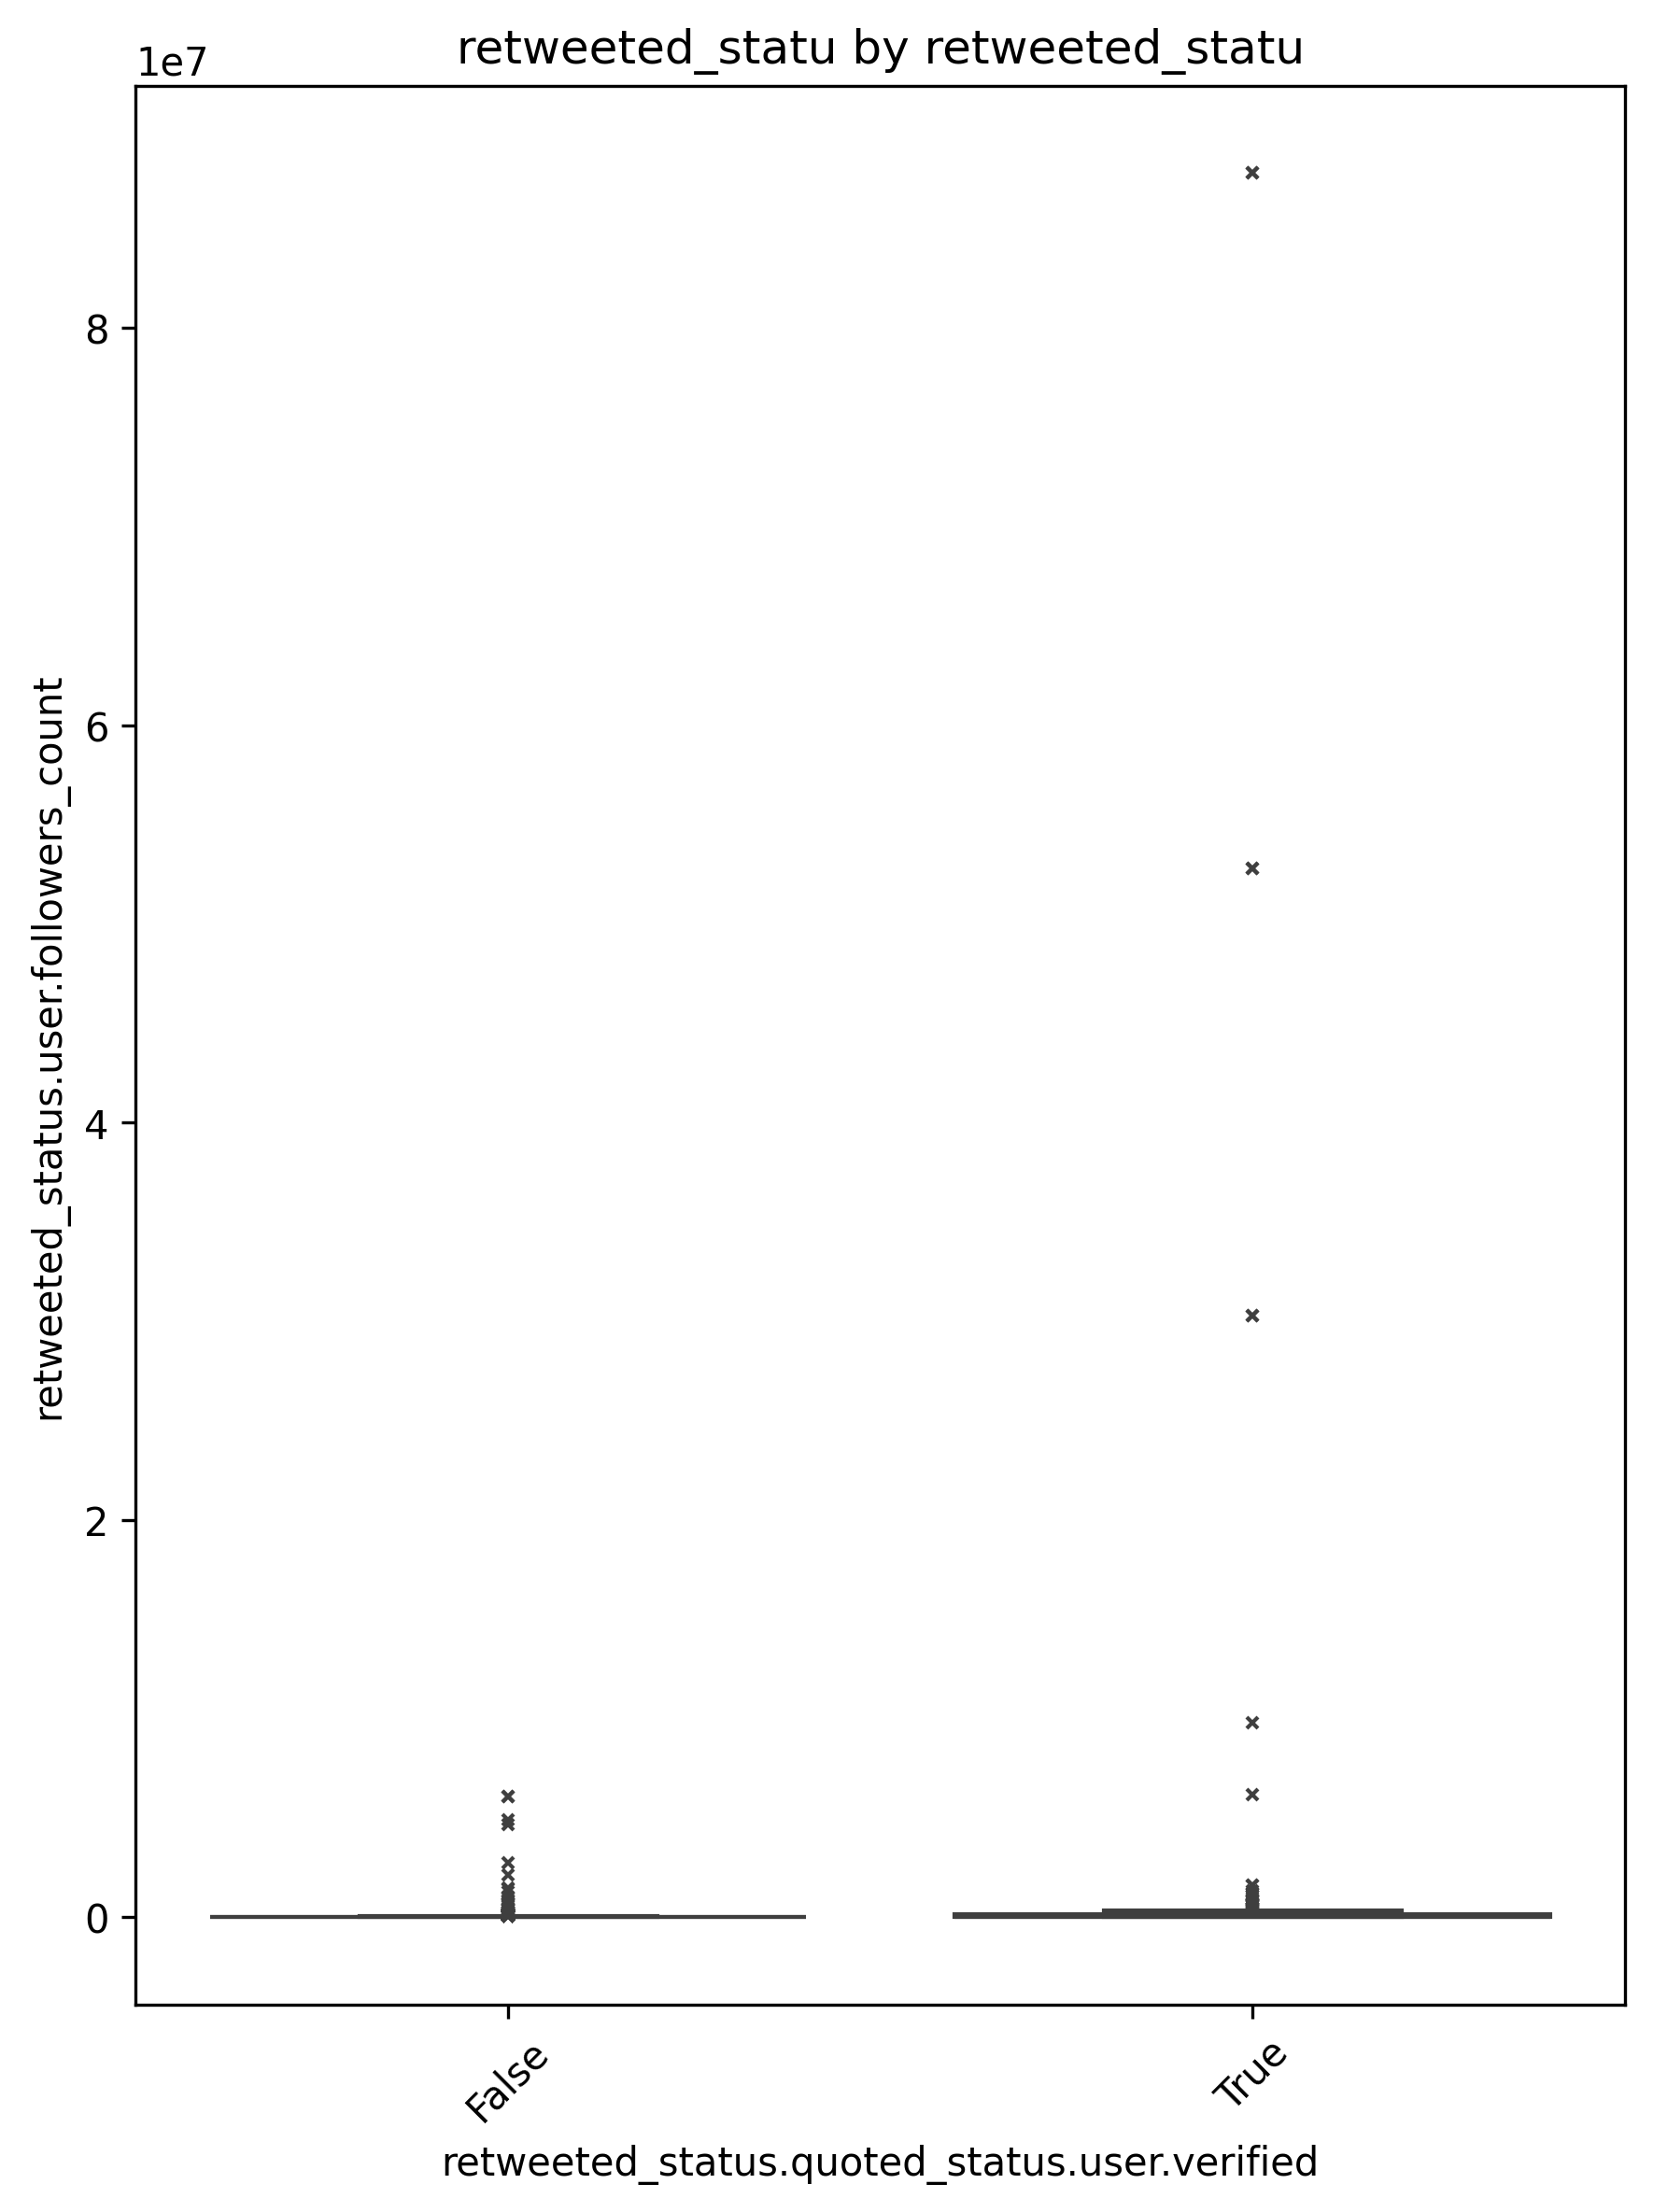 retweeted_statu by retweeted_statu
1e7
8
6
4
2
0
retweeted_status.user.followers_count
False
True
retweeted_status.quoted_status.user.verified